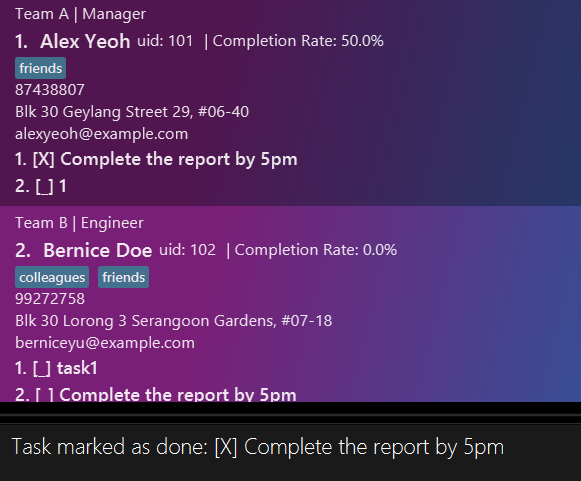 Team A | Manager
1. Alex Yeoh uid: 101 | Completion Rate: 50.0%
friends
87438807
Blk 30 Geylang Street 29, #06-40
alexyeoh@example.com
1. [X] Complete the report by 5pm
2. [_] 1
Team B | Engineer
2. Bernice Doe uid: 102 | Completion Rate: 0.0%
colleagues friends
99272758
Blk 30 Lorong 3 Serangoon Gardens, #07-18
berniceyu@example.com
1. [_] task1
2. [ ] Complete the report by 5pm
Task marked as done: [X] Complete the report by 5pm